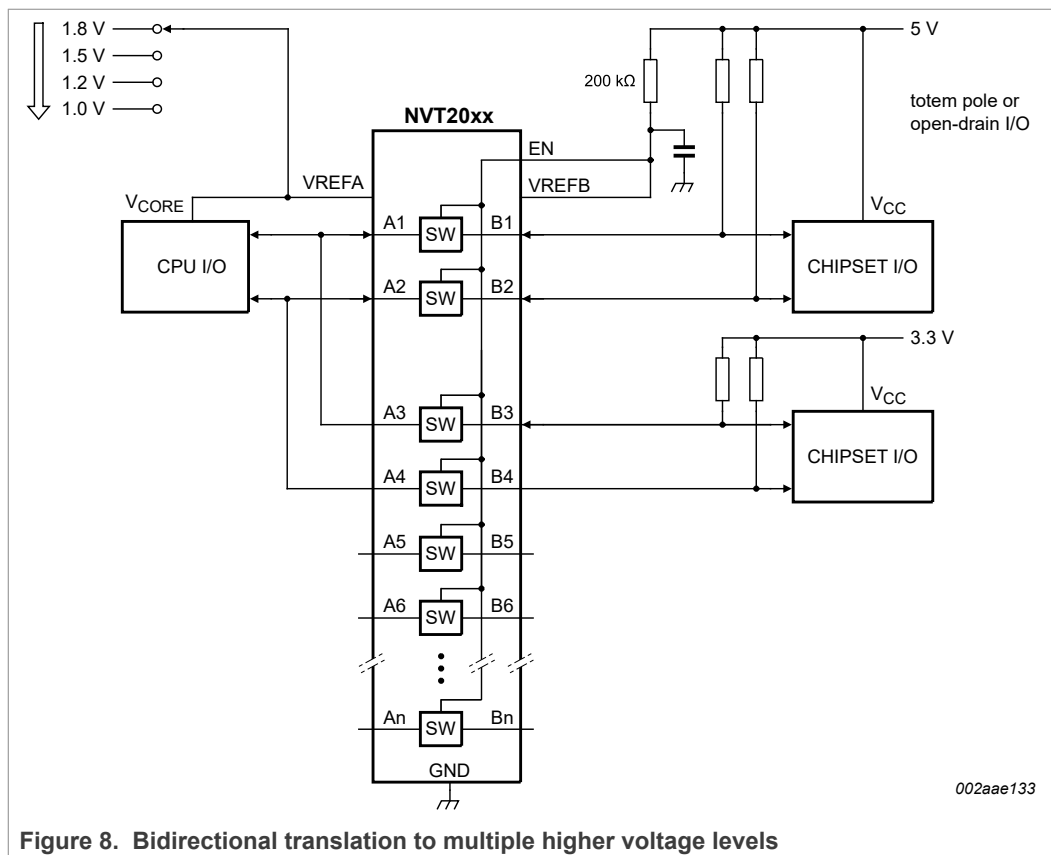 1.8 V
1.5 V
1.2 V
1.0 V
5 V
200 kΩ
totem pole or
open-drain I/O
NVT20xx
EN
VREFA
VREFB
VCORE
VCC
CPU I/O
A1 SW B1
CHIPSET I/O
A2 SW B2
3.3 V
VCC
A3 SW B3
CHIPSET I/O
A4 SW B4
A5 SW B5
A6 SW B6
An SW Bn
GND
002aae133
Figure 8. Bidirectional translation to multiple higher voltage levels